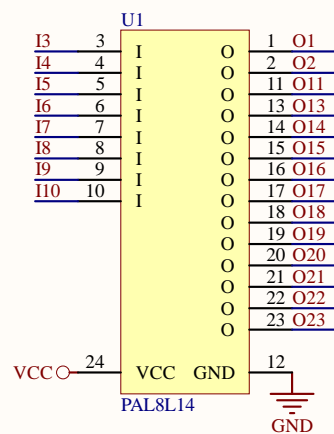 U1
I3 3 I O 1 O1
I4 4 I O 2 O2
I5 5 I O 11 O11
I6 6 I O 13 O13
I7 7 I O 14 O14
I8 8 I O 15 O15
I9 9 I O 16 O16
I10 10 I O 17 O17
O 18 O18
O 19 O19
O 20 O20
O 21 O21
O 22 O22
O 23 O23
VCC 24 VCC GND 12
PAL8L14
GND